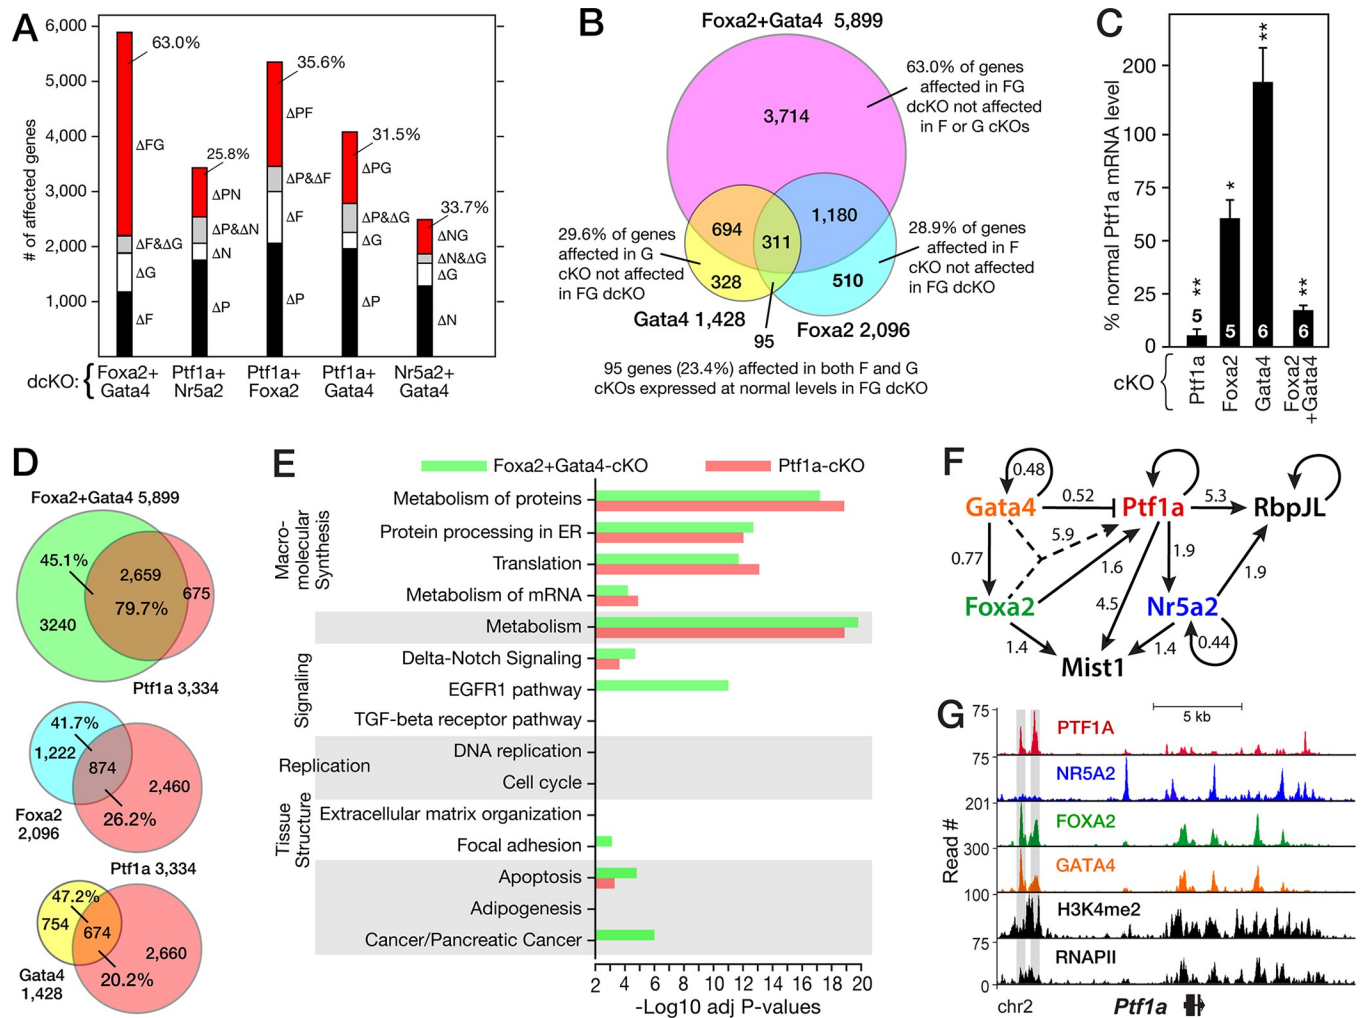 A
6,000
5,000
4,000
3,000
2,000
1,000
# of affected genes
63.0%
ΔFG
ΔF&ΔG
ΔG
ΔF
25.8%
ΔPN
ΔP&ΔN
ΔN
ΔP
35.6%
ΔPF
ΔP&ΔF
ΔF
ΔP
31.5%
ΔPG
ΔP&ΔG
ΔG
ΔP
33.7%
ΔNG
ΔN&ΔG
ΔG
ΔN
dcKO: {
Foxa2+
Gata4
Ptf1a+
Nr5a2
Ptf1a+
Foxa2
Ptf1a+
Gata4
Nr5a2+
Gata4
B
Foxa2+Gata4 5,899
3,714
63.0% of genes
affected in FG
dcKO not affected
in F or G cKOs
694
1,180
311
328
510
95
29.6% of genes
affected in G
cKO not affected
in FG dcKO
28.9% of genes
affected in F
cKO not affected
in FG dcKO
Gata4 1,428
Foxa2 2,096
95 genes (23.4%) affected in both F and G
cKOs expressed at normal levels in FG dcKO
C
% normal Ptf1a mRNA level
200
100
75
50
25
0
**
5
*
5
**
6
**
6
cKO {
Ptf1a
Foxa2
Gata4
Foxa2
+Gata4
D
Foxa2+Gata4 5,899
45.1%
2,659
675
79.7%
3240
Ptf1a 3,334
41.7%
1,222
874
2,460
26.2%
Foxa2
2,096
Ptf1a 3,334
47.2%
754
674
2,660
20.2%
Gata4
1,428
E
Foxa2+Gata4-cKO
Ptf1a-cKO
Macro-
molecular
Synthesis
Metabolism of proteins
Protein processing in ER
Translation
Metabolism of mRNA
Metabolism
Signaling
Delta-Notch Signaling
EGFR1 pathway
TGF-beta receptor pathway
Replication
DNA replication
Cell cycle
Tissue
Structure
Extracellular matrix organization
Focal adhesion
Apoptosis
Adipogenesis
Cancer/Pancreatic Cancer
2 4 6 8 10 12 14 16 18 20
-Log10 adj P-values
F
0.48
Gata4
0.52
Ptf1a
5.3
RbpJL
5.9
0.77
1.6
1.9
1.9
4.5
Foxa2
Nr5a2
1.4
1.4
0.44
Mist1
G
5 kb
Read #
75
PTF1A
75
NR5A2
201
FOXA2
300
GATA4
100
H3K4me2
75
RNAPII
0
chr2
Ptf1a